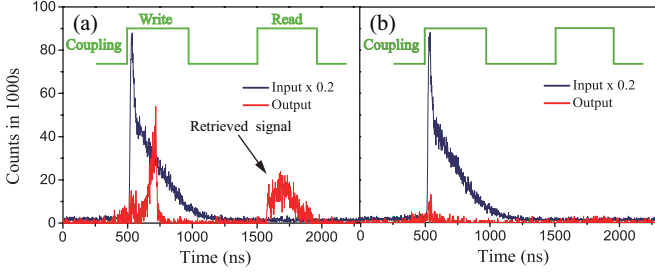 (a)
Write
Read
(b)
Coupling
Coupling
Input x 0.2
Output
Input x 0.2
Output
Retrieved signal
Counts in 1000s
100
80
60
40
20
0
0
500
1000
1500
2000
0
500
1000
1500
2000
Time (ns)
Time (ns)